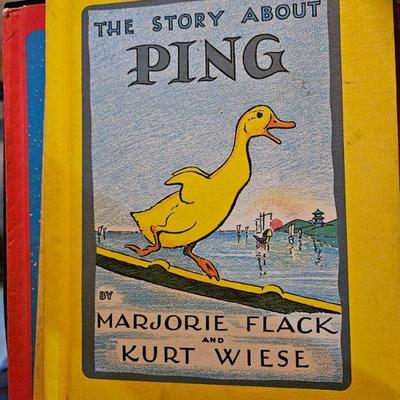 THE STORY ABOUT
PING
BY
MARJORIE FLACK
AND
KURT WIESE